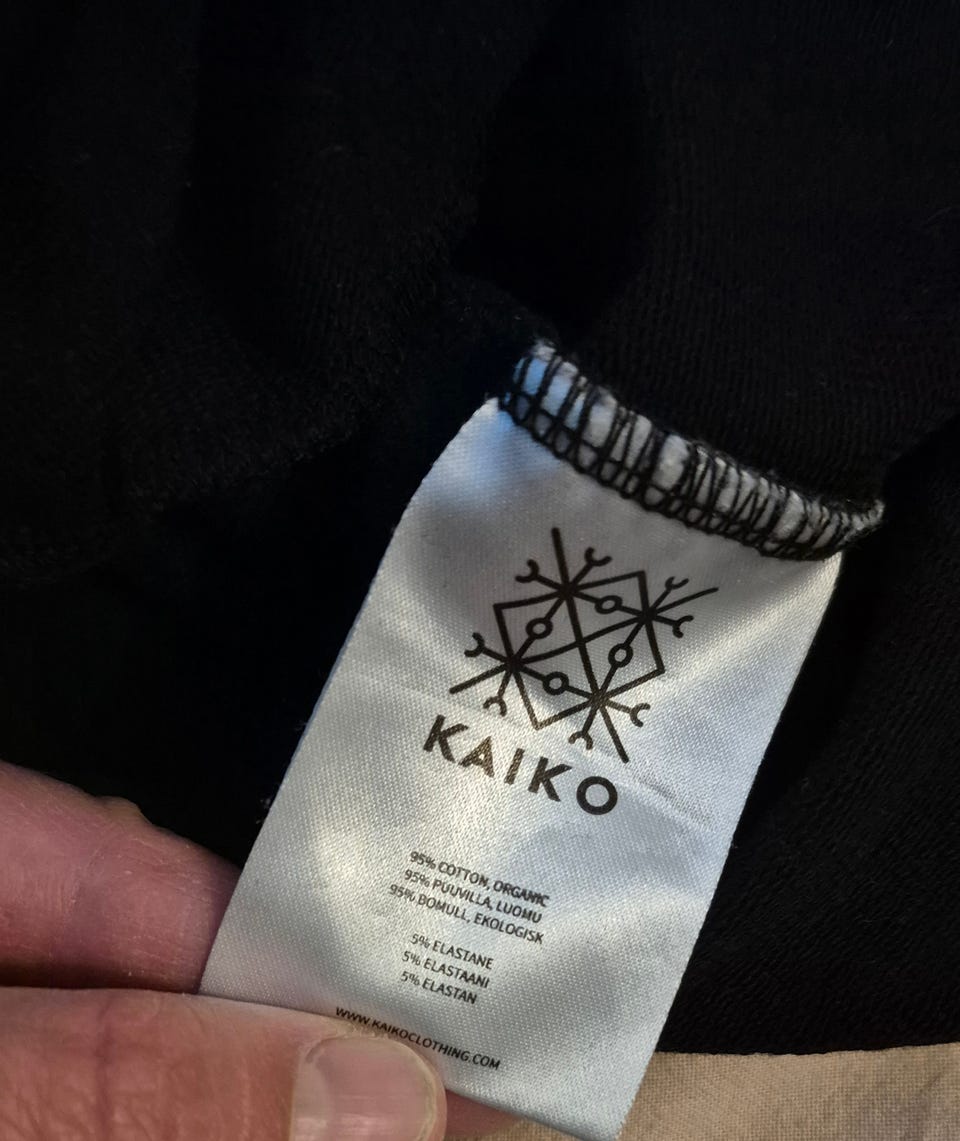 KAIKO
95% COTTON, ORGANIC
95% PUUVILLA, LUOMU
95% BOMULL, EKOLOGISK
5% ELASTANE
5% ELASTAANI
5% ELASTAN
WWW.KAIKOCLOTHING.COM